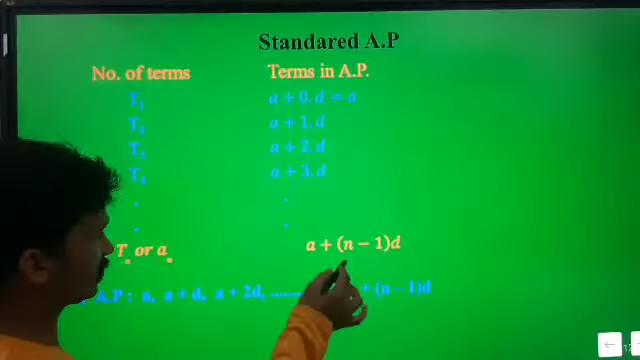 Standared A.P
No. of terms Terms in A.P.
T₁ a + 0.d = a
T₂ a + 1.d
T₃ a + 2.d
T₄ a + 3.d
. .
. .
Tₙ or aₙ a + (n − 1)d
A.P : a, a + d, a + 2d, ....... + (n − 1)d